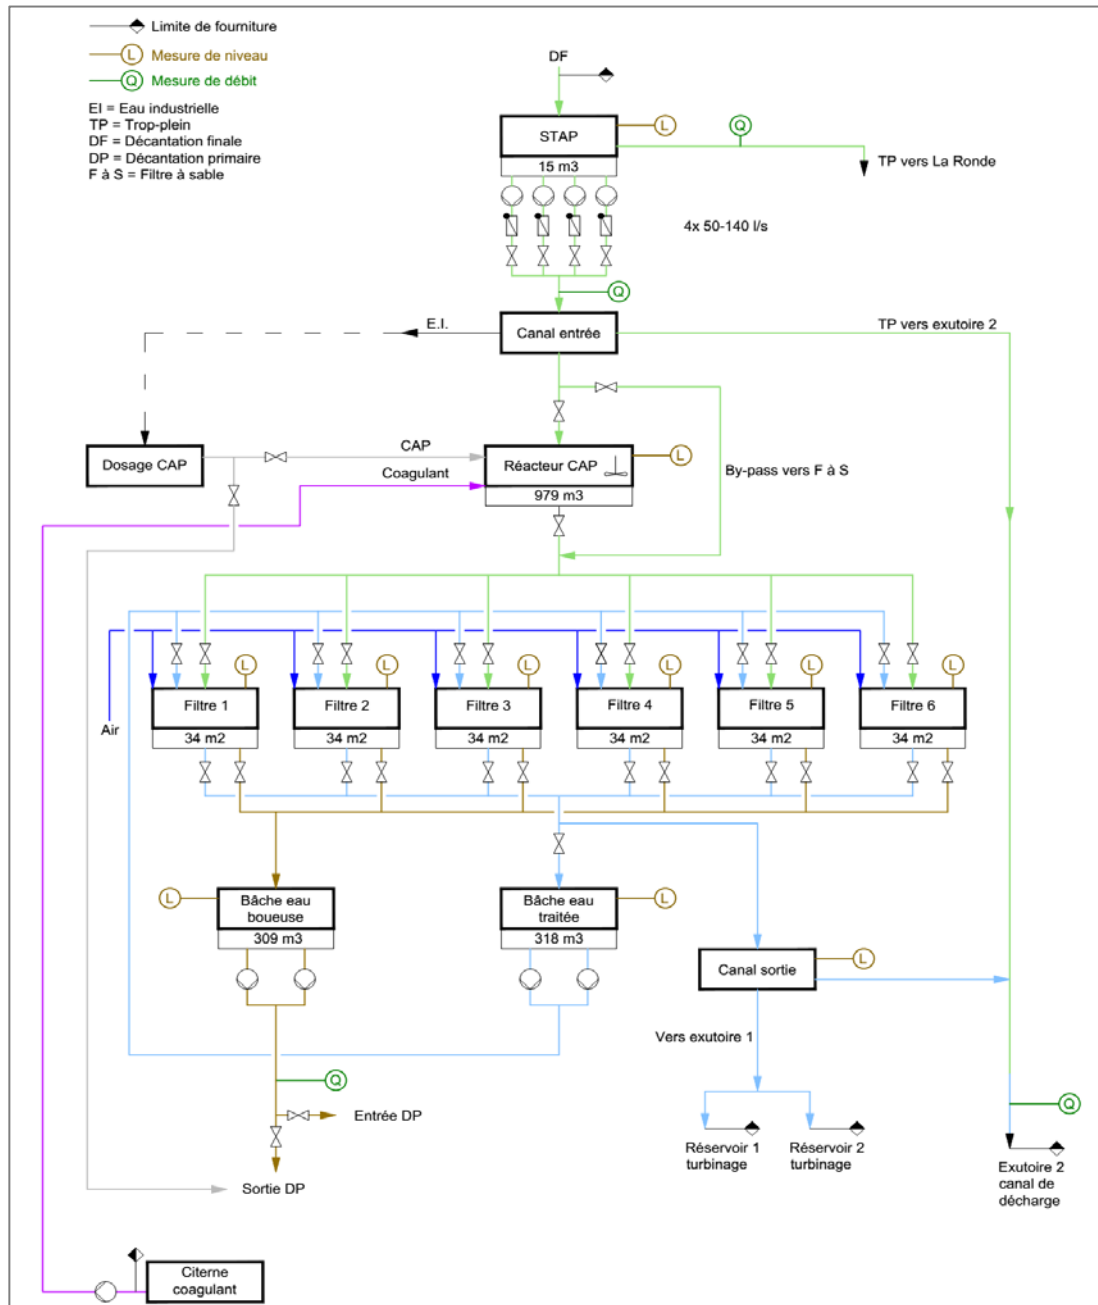 Limite de fourniture
L Mesure de niveau
Q Mesure de débit
EI = Eau industrielle
TP = Trop-plein
DF = Décantation finale
DP = Décantation primaire
F à S = Filtre à sable
DF
STAP
L
15 m3
Q
TP vers La Ronde
4x 50-140 l/s
Q
E.I.
Canal entrée
TP vers exutoire 2
Dosage CAP
CAP
Coagulant
Réacteur CAP
L
979 m3
By-pass vers F à S
L
L
L
L
L
L
Air
Filtre 1
Filtre 2
Filtre 3
Filtre 4
Filtre 5
Filtre 6
34 m2
34 m2
34 m2
34 m2
34 m2
34 m2
L
Bâche eau
boueuse
309 m3
Bâche eau
traitée
318 m3
L
Canal sortie
L
Vers exutoire 1
Q
Entrée DP
Sortie DP
Réservoir 1
turbinage
Réservoir 2
turbinage
Q
Exutoire 2
canal de
décharge
Citerne
coagulant